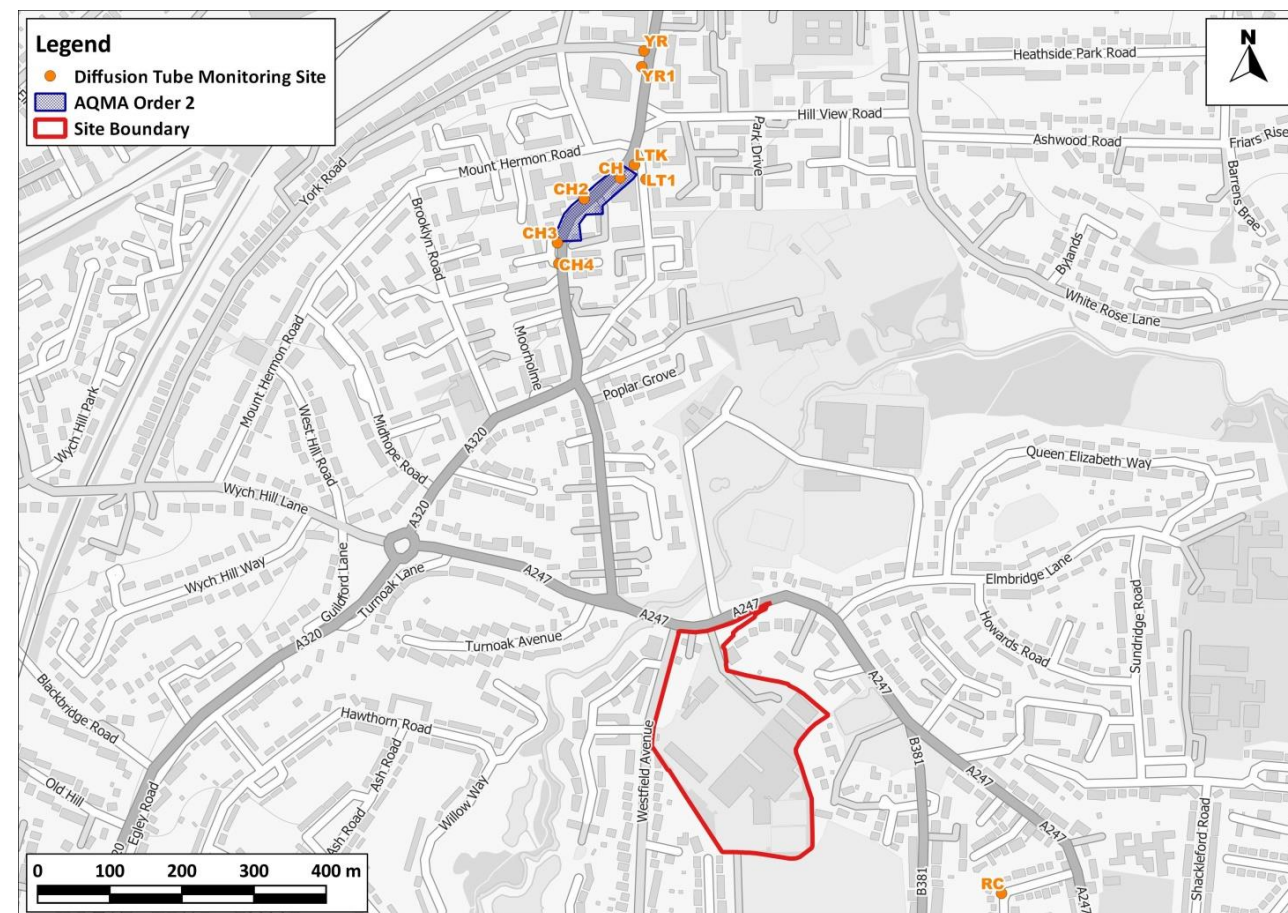 Legend
Diffusion Tube Monitoring Site
AQMA Order 2
Site Boundary
N
YR
YR1
Heathside Park Road
Hill View Road
Park Drive
Ashwood Road
Friars Rise
Barrens Brae
York Road
Mount Hermon Road
LTK
CH
LT1
CH2
CH3
CH4
Brooklyn Road
Bylands
White Rose Lane
Mount Hermon Road
Moorholme
Poplar Grove
Wych Hill Park
West Hill Road
Midhope Road
A320
Queen Elizabeth Way
Wych Hill Lane
A320
Wych Hill Way
Guildford Lane
Turnoak Lane
A247
Elmbridge Lane
A320
A247
A247
Turnoak Avenue
Howards Road
Sundridge Road
Blackbridge Road
Hawthorn Road
A247
Westfield Avenue
B381
Old Hill
Ash Road
Willow Way
A247
Egley Road
Ash Road
A247
Shackleford Road
B381
RC
A247
0 100 200 300 400 m